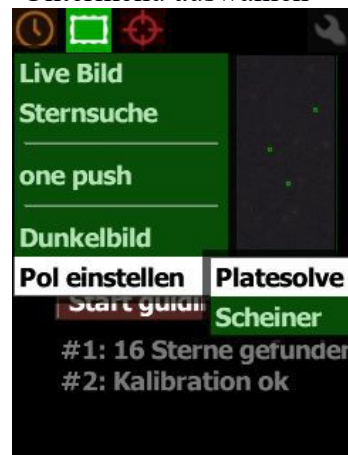 Live Bild
Sternsuche
one push
Dunkelbild
Pol einstellen
Platesolve
Scheiner
#1: 16 Sterne gefunden
#2: Kalibration ok